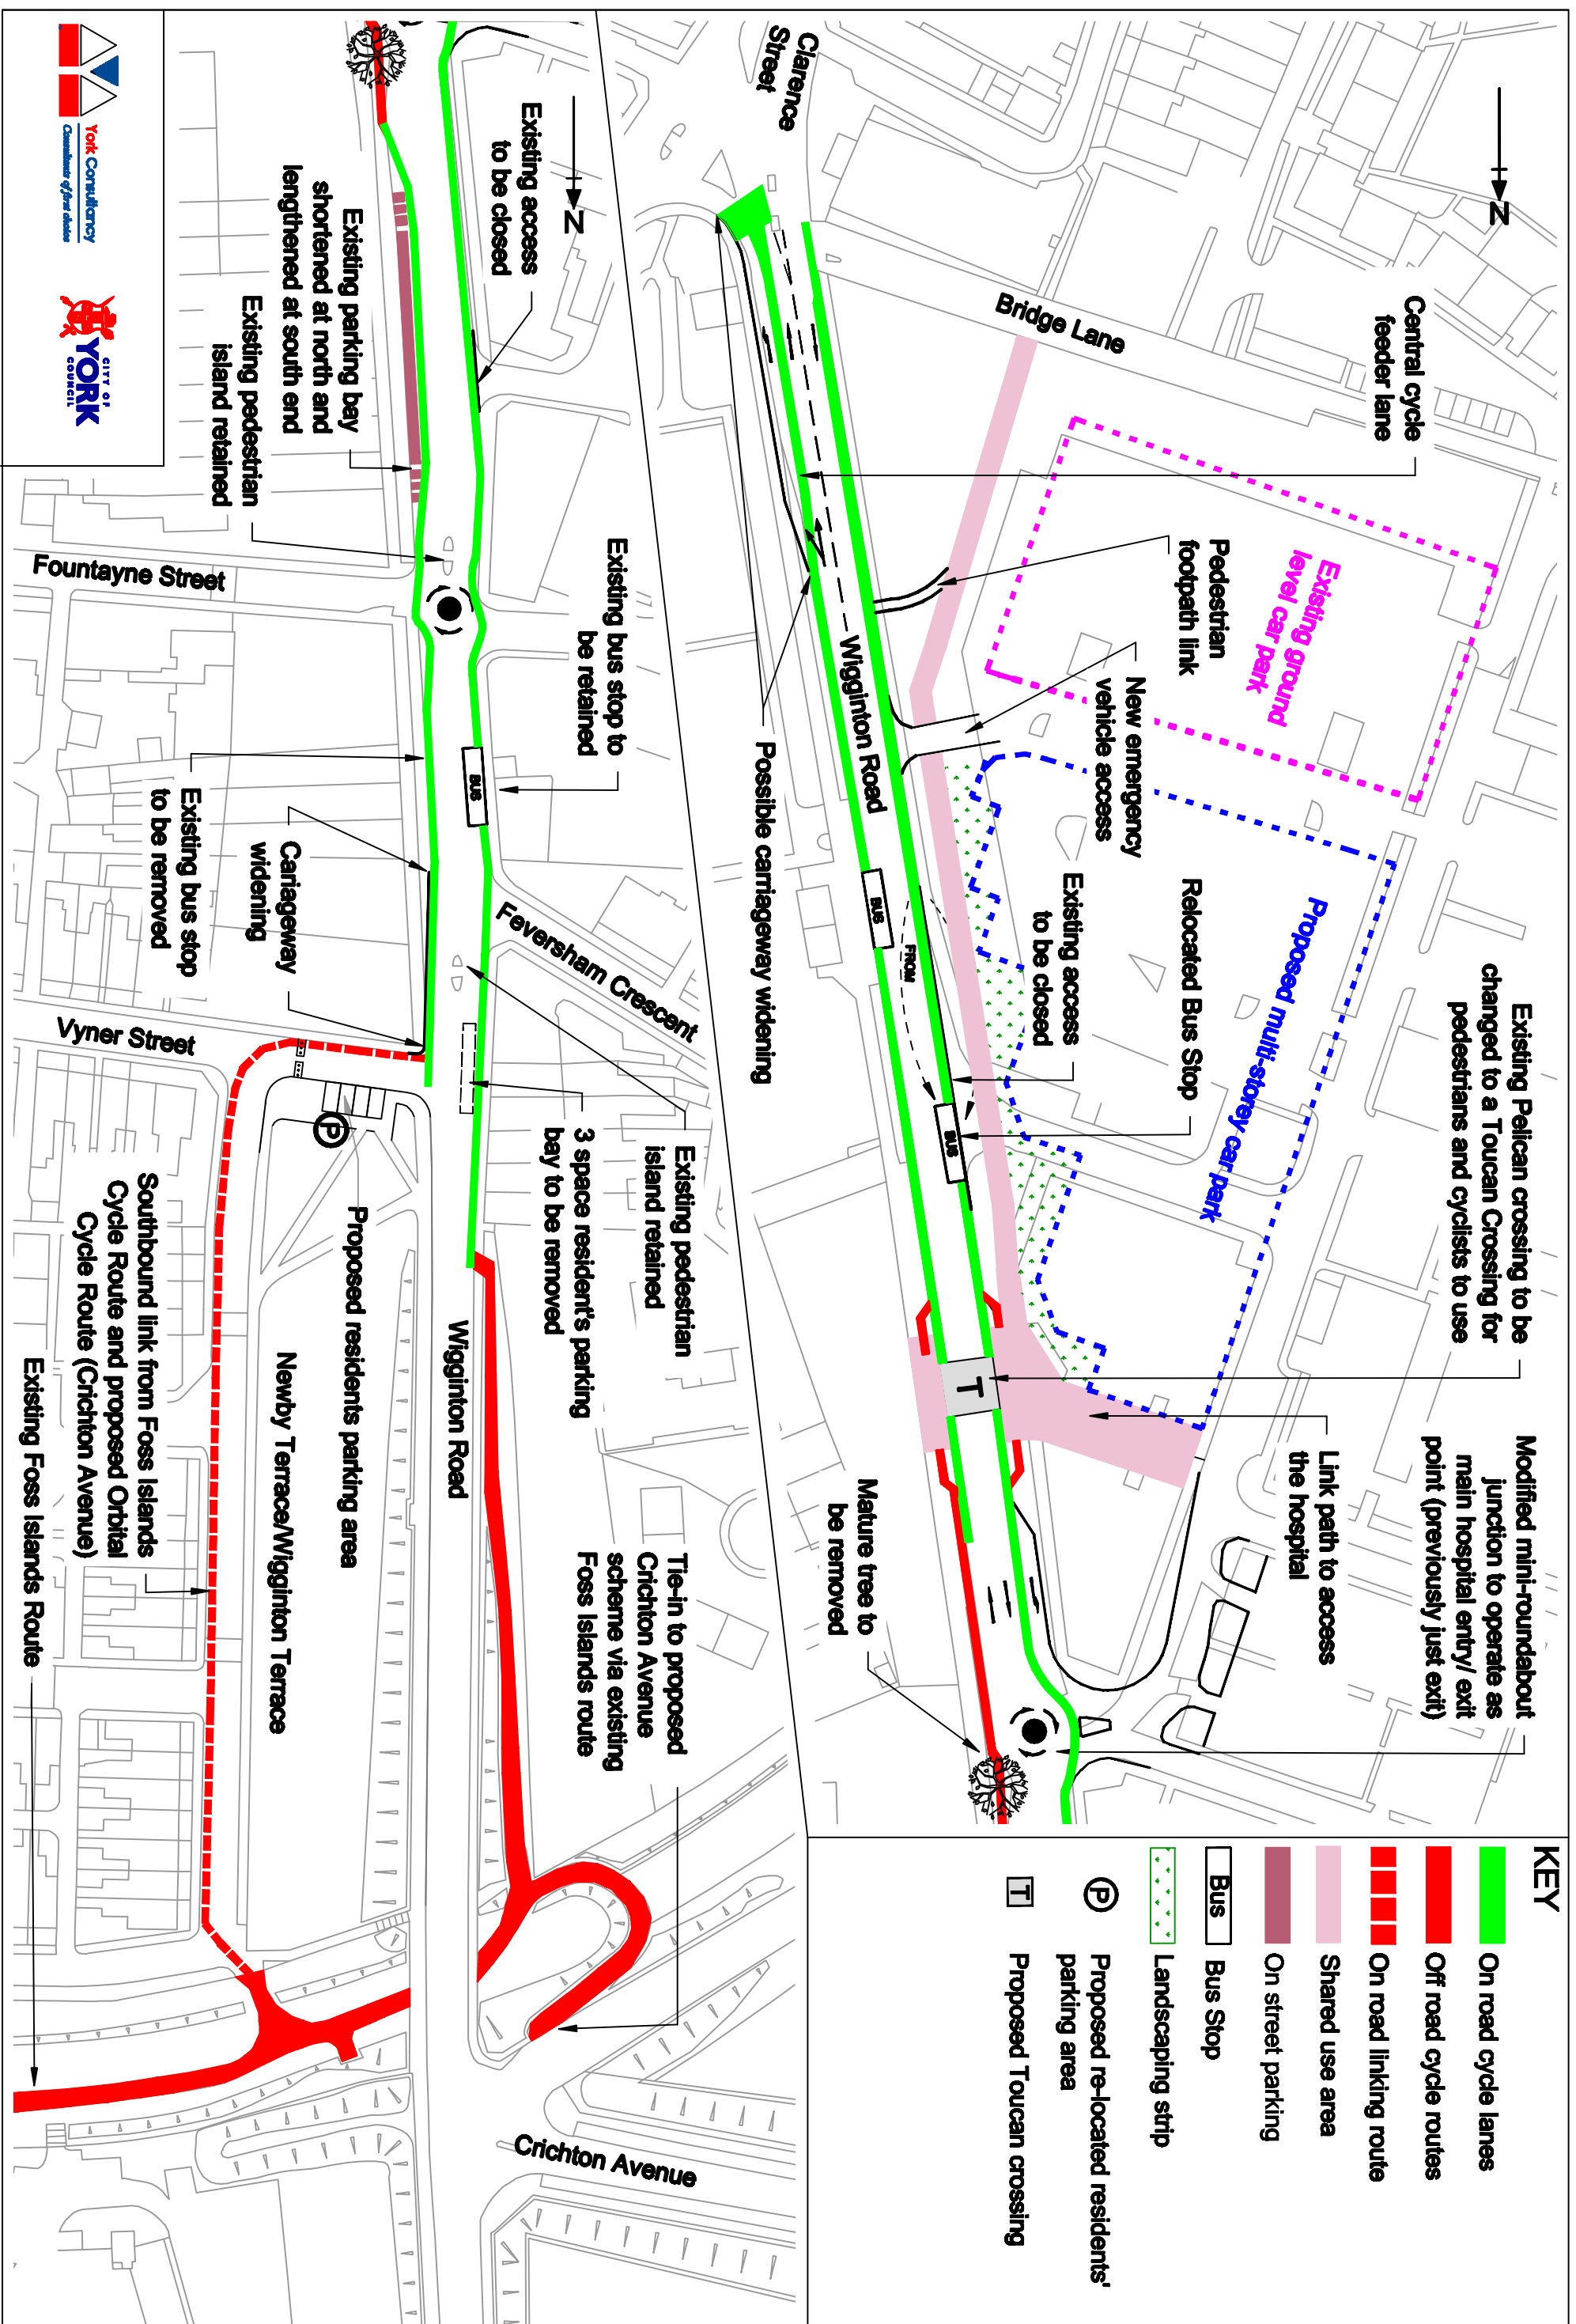 N
Clarence
Street
Central cycle
feeder lane
Bridge Lane
Existing ground
level car park
Pedestrian
footpath link
New emergency
vehicle access
Wigginton Road
Possible carriageway widening
Existing access
to be closed
Relocated Bus Stop
Proposed multi-storey car park
Existing Pelican crossing to be
changed to a Toucan Crossing for
pedestrians and cyclists to use
BUS
FROM
BUS
T
Link path to access
the hospital
Modified mini-roundabout
junction to operate as
main hospital entry/ exit
point (previously just exit)
Mature tree to
be removed
KEY
On road cycle lanes
Off road cycle routes
On road linking route
Shared use area
On street parking
Bus
Bus Stop
Landscaping strip
P
Proposed re-located residents'
parking area
T
Proposed Toucan crossing
N
Existing access
to be closed
Existing parking bay
shortened at north and
lengthened at south end
Existing pedestrian
island retained
Fountayne Street
Existing bus stop to
be retained
BUS
Existing bus stop
to be removed
Cariageway
widening
Feversham Crescent
Vyner Street
Existing pedestrian
island retained
3 space resident's parking
bay to be removed
P
Proposed residents parking area
Wigginton Road
Newby Terrace/Wigginton Terrace
Southbound link from Foss Islands
Cycle Route and proposed Orbital
Cycle Route (Crichton Avenue)
Existing Foss Islands Route
Tie-in to proposed
Crichton Avenue
scheme via existing
Foss Islands route
Crichton Avenue
York Consultancy
Consultants of first choice
CITY OF
YORK
COUNCIL